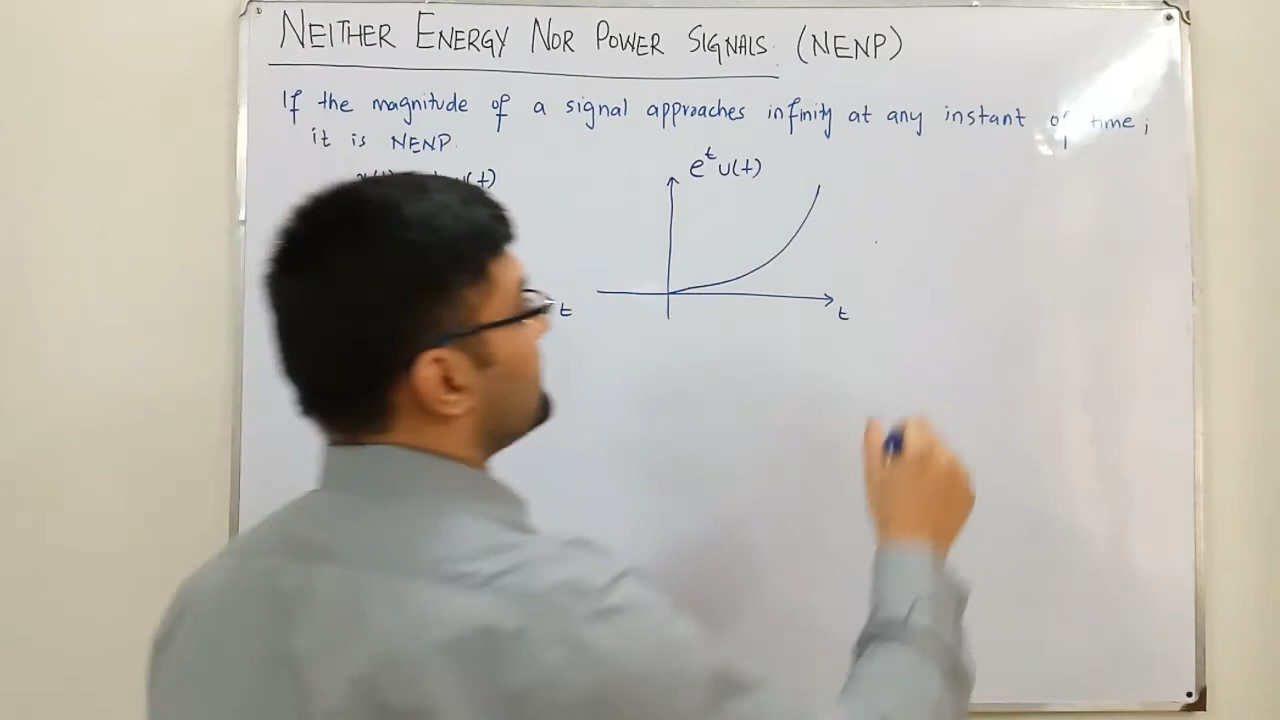 NEITHER ENERGY NOR POWER SIGNALS. (NENP)
If the magnitude of a signal approaches infinity at any instant of time;
it is NENP.
e^t u(t)
t
t